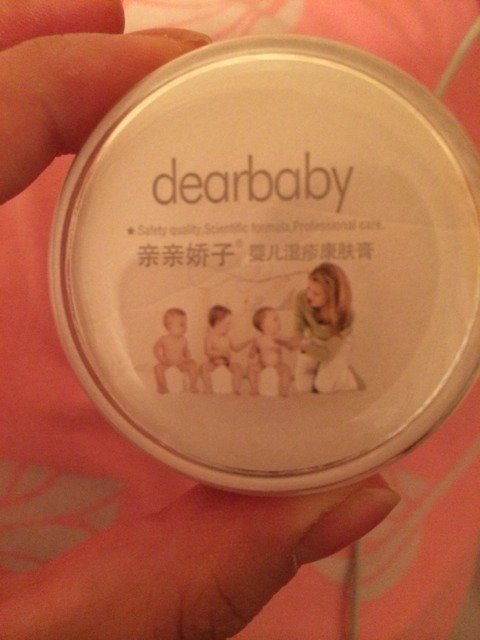 dearbaby
★ Safety quality.Scientific formula.Professional care.
亲亲娇子® 婴儿湿疹康肤膏